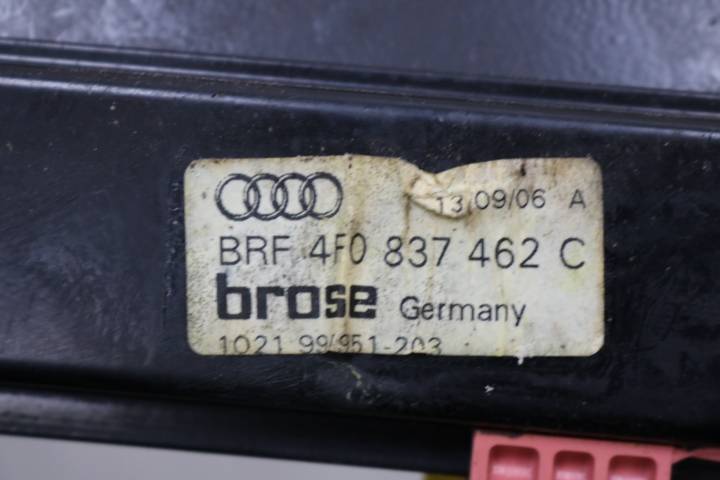 13/09/06 A
BRF 4F0 837 462 C
brose Germany
1021 99/951-203